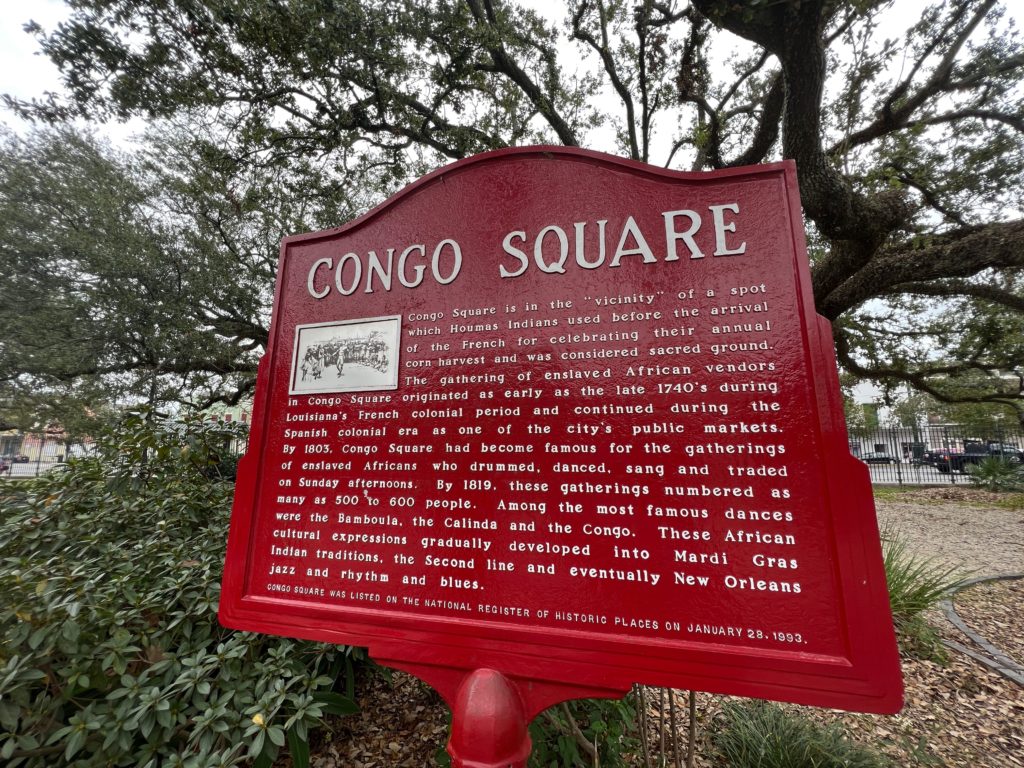 CONGO SQUARE
Congo Square is in the "vicinity" of a spot
which Houmas Indians used before the arrival
of the French for celebrating their annual
corn harvest and was considered sacred ground.
The gathering of enslaved African vendors
in Congo Square originated as early as the late 1740's during
Louisiana's French colonial period and continued during the
Spanish colonial era as one of the city's public markets.
By 1803, Congo Square had become famous for the gatherings
of enslaved Africans who drummed, danced, sang and traded
on Sunday afternoons. By 1819, these gatherings numbered as
many as 500 to 600 people. Among the most famous dances
were the Bamboula, the Calinda and the Congo. These African
cultural expressions gradually developed into Mardi Gras
Indian traditions, the Second line and eventually New Orleans
jazz and rhythm and blues.
CONGO SQUARE WAS LISTED ON THE NATIONAL REGISTER OF HISTORIC PLACES ON JANUARY 28, 1993.